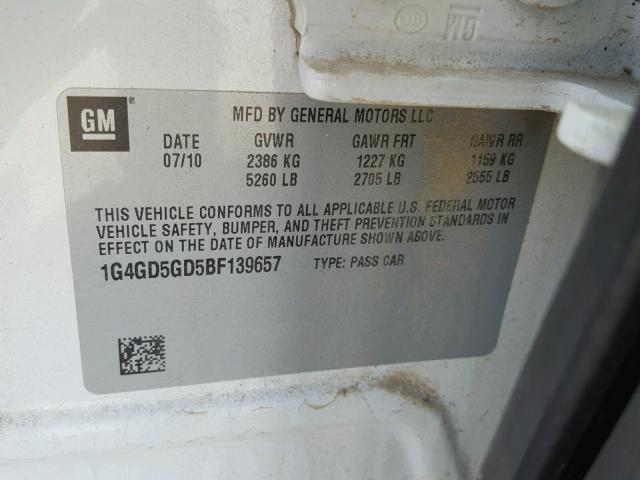 GM
MFD BY GENERAL MOTORS LLC
DATE GVWR GAWR FRT GAWR RR
07/10 2386 KG 1227 KG 1159 KG
5260 LB 2705 LB 2555 LB
THIS VEHICLE CONFORMS TO ALL APPLICABLE U.S. FEDERAL MOTOR
VEHICLE SAFETY, BUMPER, AND THEFT PREVENTION STANDARDS IN
EFFECT ON THE DATE OF MANUFACTURE SHOWN ABOVE.
1G4GD5GD5BF139657 TYPE: PASS CAR